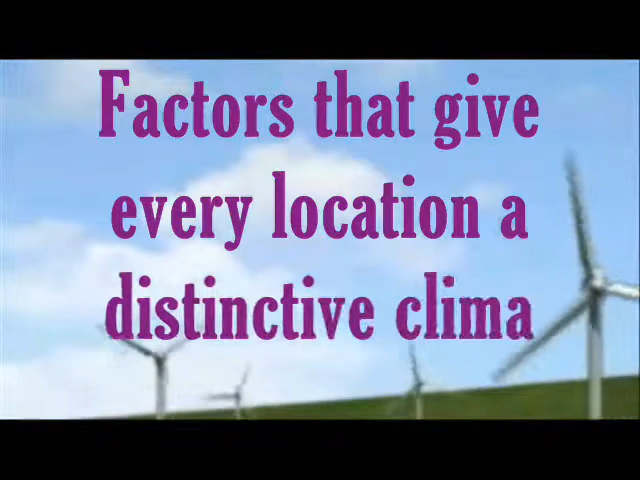 Factors that give
every location a
distinctive clima